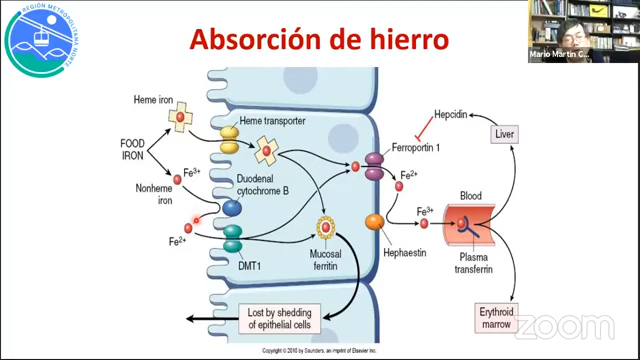 REGIÓN METROPOLITANA NORTE
Absorción de hierro
Mario Martin C...
Heme iron
Heme transporter
Hepcidin
Liver
FOOD
IRON
Ferroportin 1
Fe3+
Nonheme
iron
Duodenal
cytochrome B
Fe2+
Fe3+
Blood
Fe2+
DMT1
Mucosal
ferritin
Hephaestin
Plasma
transferrin
Lost by shedding
of epithelial cells
Erythroid
marrow
zoom
Copyright © 2010 by Saunders, an imprint of Elsevier Inc.